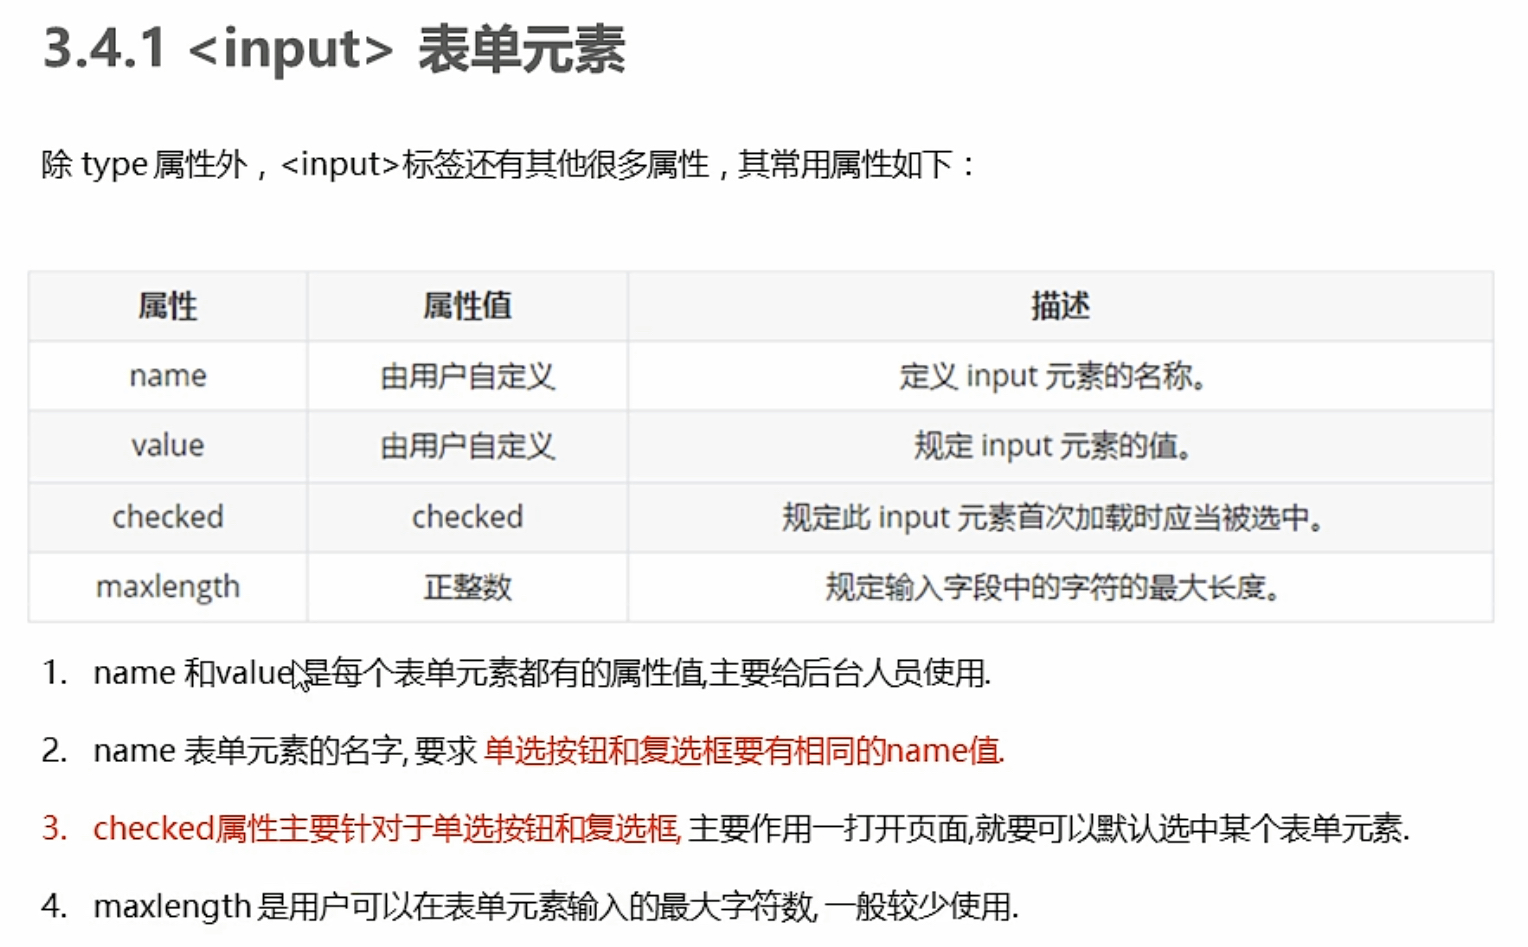 3.4.1 <input> 表单元素
除 type 属性外，<input>标签还有其他很多属性，其常用属性如下：
属性 属性值 描述
name 由用户自定义 定义 input 元素的名称。
value 由用户自定义 规定 input 元素的值。
checked checked 规定此 input 元素首次加载时应当被选中。
maxlength 正整数 规定输入字段中的字符的最大长度。
1. name 和value是每个表单元素都有的属性值,主要给后台人员使用.
2. name 表单元素的名字, 要求 单选按钮和复选框要有相同的name值.
3. checked属性主要针对于单选按钮和复选框, 主要作用一打开页面,就要可以默认选中某个表单元素.
4. maxlength 是用户可以在表单元素输入的最大字符数, 一般较少使用.